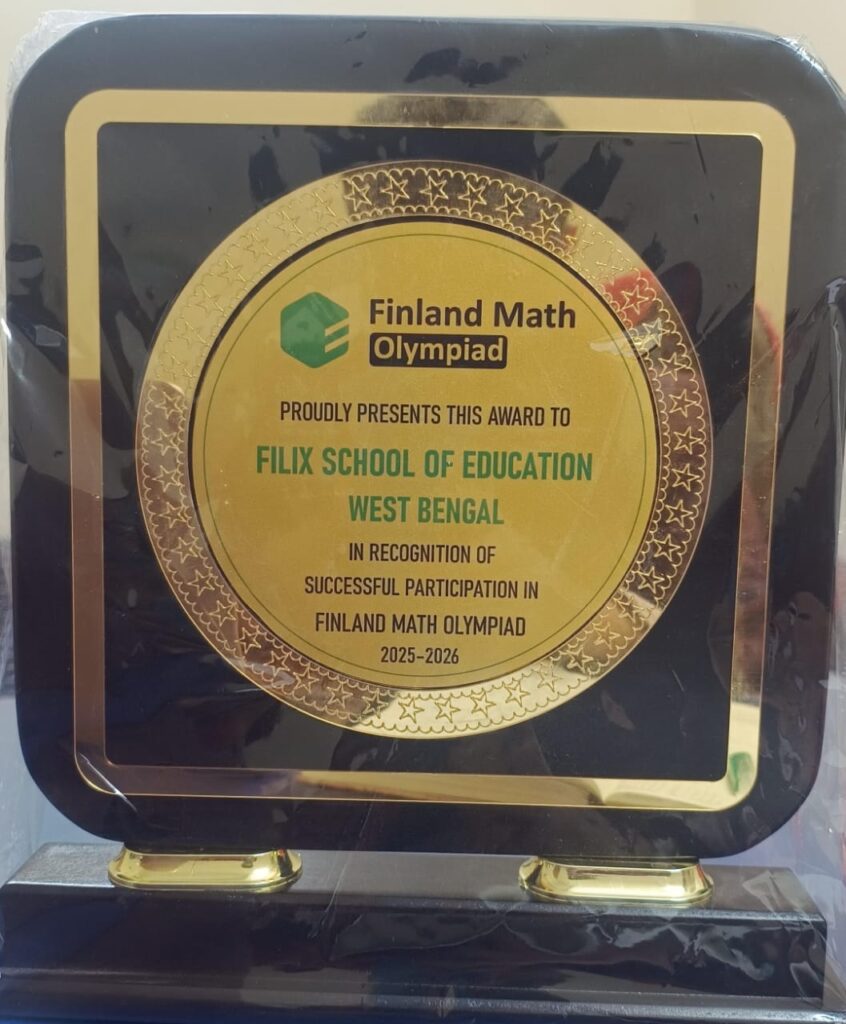 Finland Math
Olympiad
PROUDLY PRESENTS THIS AWARD TO
FILIX SCHOOL OF EDUCATION
WEST BENGAL
IN RECOGNITION OF
SUCCESSFUL PARTICIPATION IN
FINLAND MATH OLYMPIAD
2025-2026